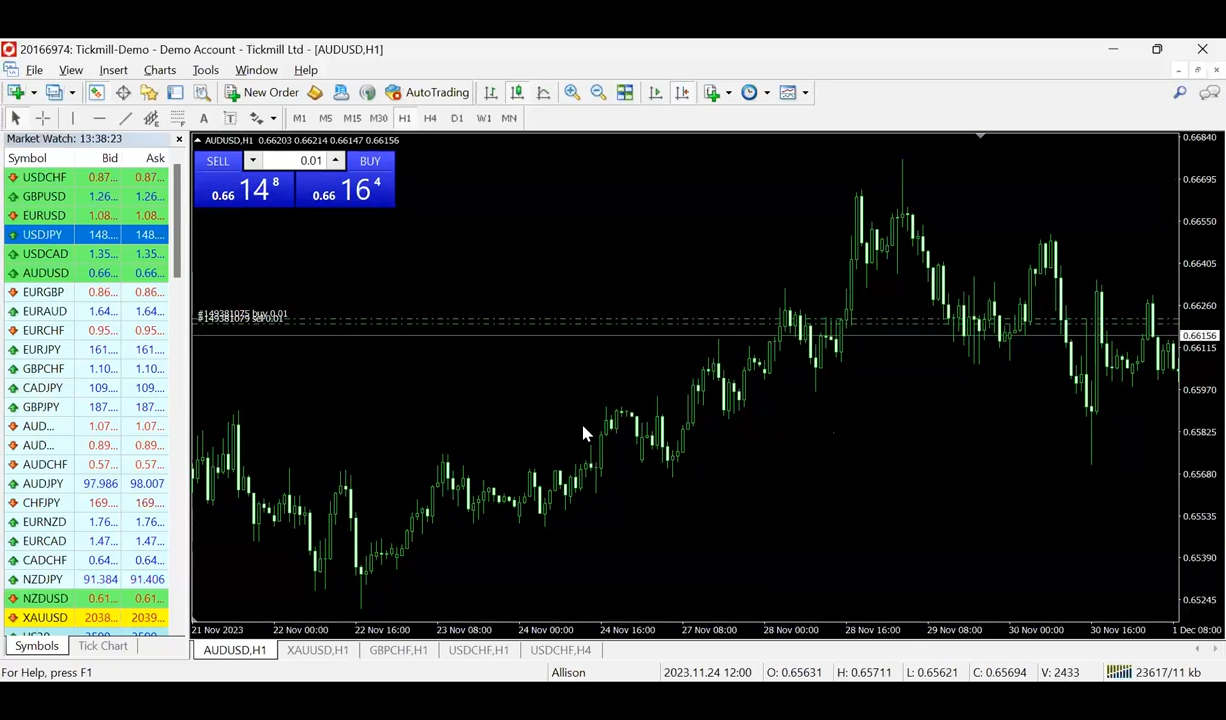 20166974: Tickmill-Demo - Demo Account - Tickmill Ltd - [AUDUSD,H1]
File View Insert Charts Tools Window Help
New Order AutoTrading
A T M1 M5 M15 M30 H1 H4 D1 W1 MN
Market Watch: 13:38:23
Symbol Bid Ask
USDCHF 0.87... 0.87...
GBPUSD 1.26... 1.26...
EURUSD 1.08... 1.08...
USDJPY 148.... 148....
USDCAD 1.35... 1.35...
AUDUSD 0.66... 0.66...
EURGBP 0.86... 0.86...
EURAUD 1.64... 1.64...
EURCHF 0.95... 0.95...
EURJPY 161.... 161....
GBPCHF 1.10... 1.10...
CADJPY 109.... 109....
GBPJPY 187.... 187....
AUD... 1.07... 1.07...
AUD... 0.89... 0.89...
AUDCHF 0.57... 0.57...
AUDJPY 97.986 98.007
CHFJPY 169.... 169....
EURNZD 1.76... 1.76...
EURCAD 1.47... 1.47...
CADCHF 0.64... 0.64...
NZDJPY 91.384 91.406
NZDUSD 0.61... 0.61...
XAUUSD 2038... 2039...
Symbols Tick Chart
AUDUSD,H1 0.66203 0.66214 0.66147 0.66156
SELL 0.01 BUY
0.66 14 8 0.66 16 4
#149381075 buy 0.01
#149381079 sell 0.01
0.66840
0.66695
0.66550
0.66405
0.66260
0.66156
0.66115
0.65970
0.65825
0.65680
0.65535
0.65390
0.65245
21 Nov 2023 22 Nov 00:00 22 Nov 16:00 23 Nov 08:00 24 Nov 00:00 24 Nov 16:00 27 Nov 08:00 28 Nov 00:00 28 Nov 16:00 29 Nov 08:00 30 Nov 00:00 30 Nov 16:00 1 Dec 08:00
AUDUSD,H1 XAUUSD,H1 GBPCHF,H1 USDCHF,H1 USDCHF,H4
For Help, press F1 Allison 2023.11.24 12:00 O: 0.65631 H: 0.65711 L: 0.65621 C: 0.65694 V: 2433 23617/11 kb